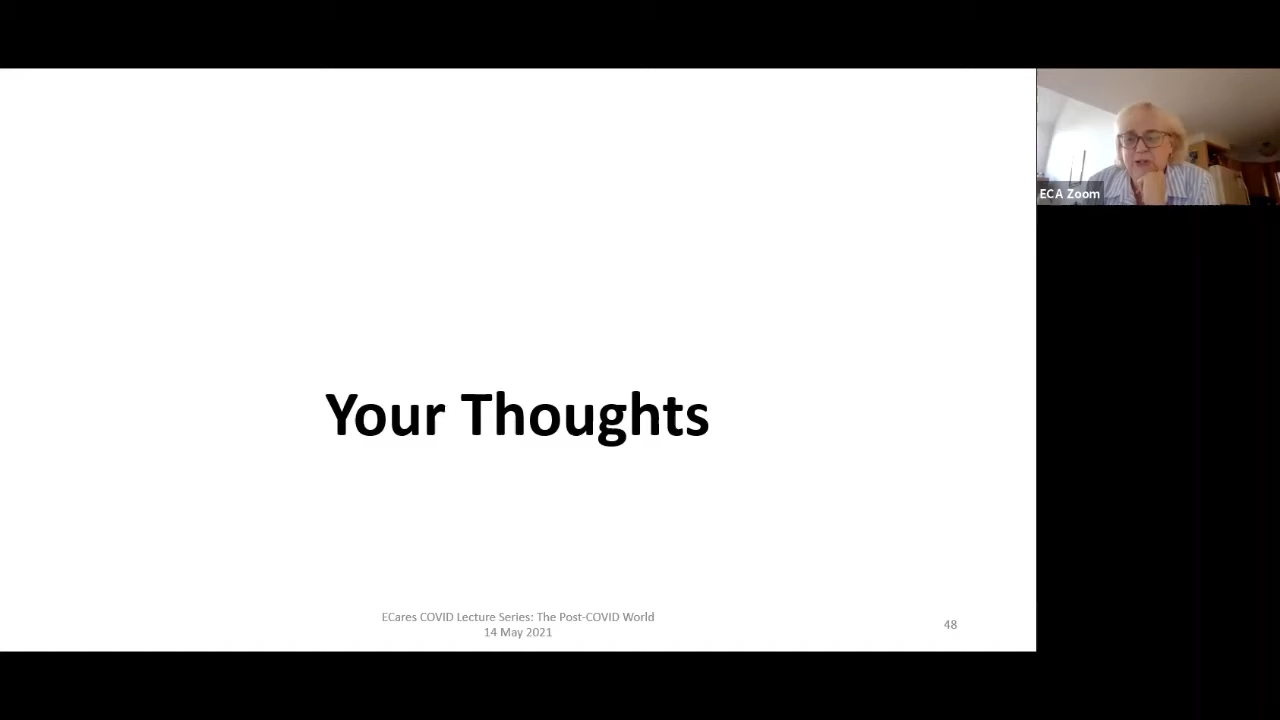 Your Thoughts
ECares COVID Lecture Series: The Post-COVID World
14 May 2021
48
ECA Zoom